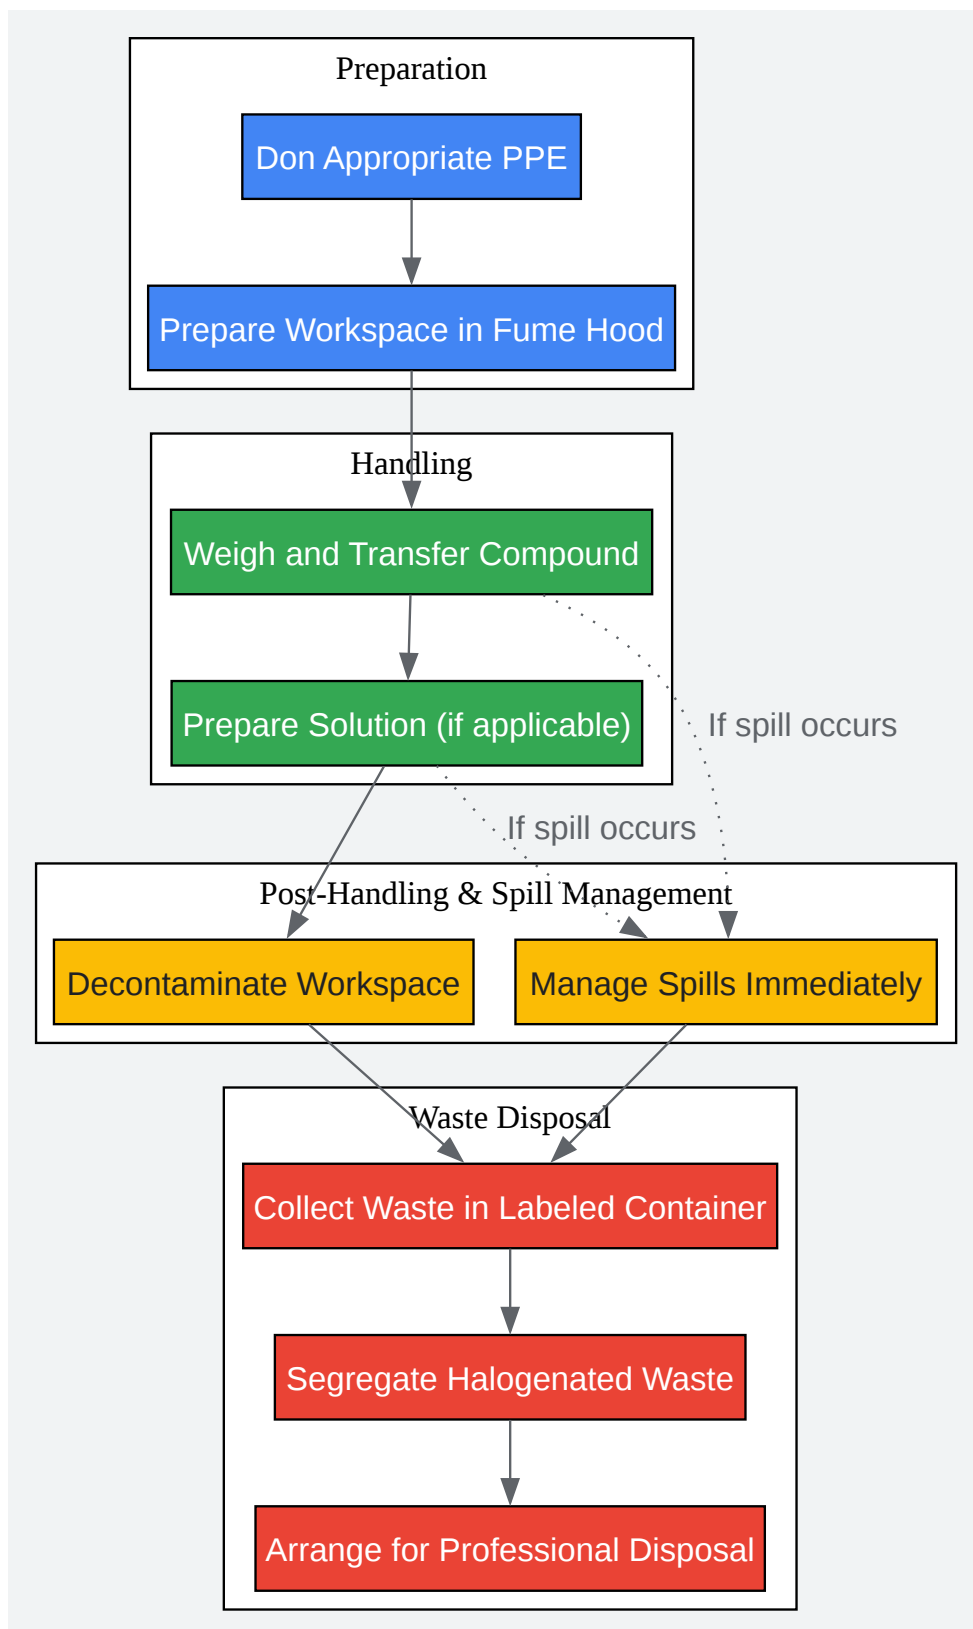 Preparation
Don Appropriate PPE
Prepare Workspace in Fume Hood
Handling
Weigh and Transfer Compound
Prepare Solution (if applicable)
If spill occurs
If spill occurs
Post-Handling & Spill Management
Decontaminate Workspace
Manage Spills Immediately
Waste Disposal
Collect Waste in Labeled Container
Segregate Halogenated Waste
Arrange for Professional Disposal